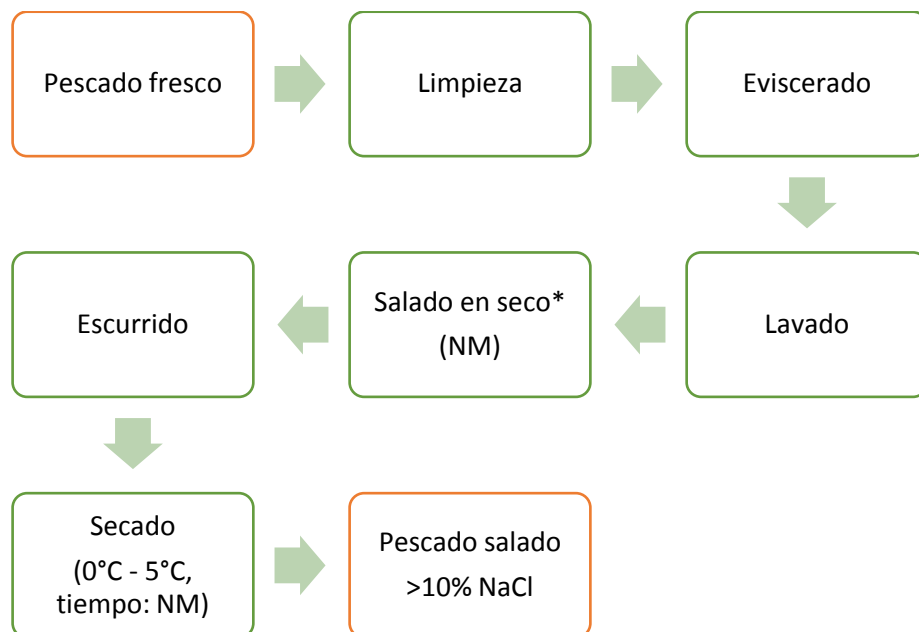 Pescado fresco
Limpieza
Eviscerado
Lavado
Salado en seco*
(NM)
Escurrido
Secado
(0°C - 5°C,
tiempo: NM)
Pescado salado
>10% NaCl